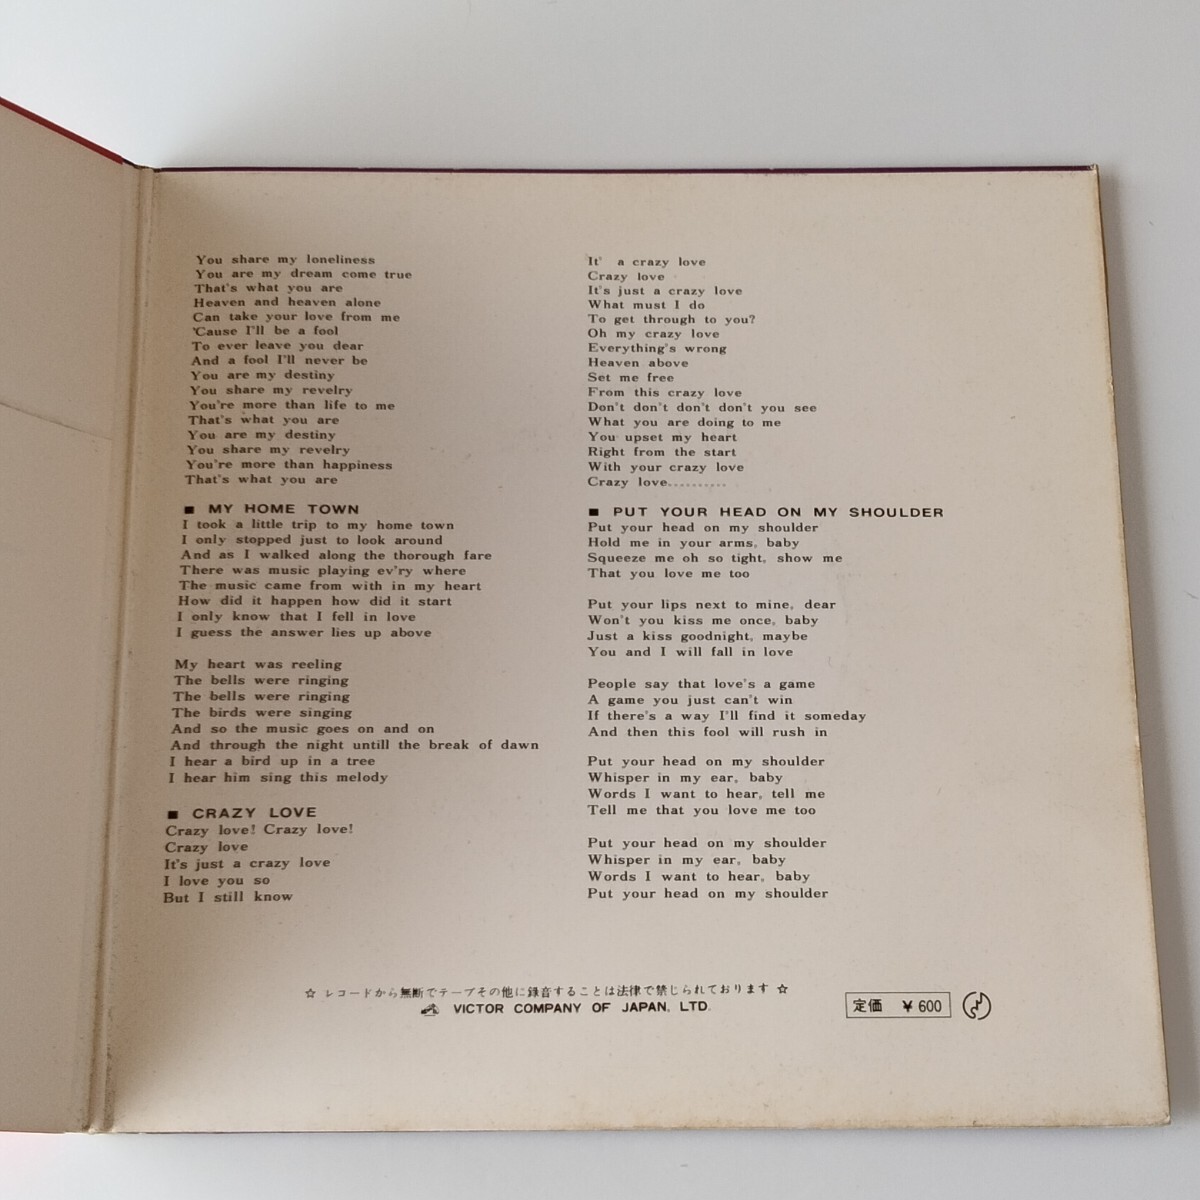 You share my loneliness
You are my dream come true
That's what you are
Heaven and heaven alone
Can take your love from me
'Cause I'll be a fool
To ever leave you dear
And a fool I'll never be
You are my destiny
You share my revelry
You're more than life to me
That's what you are
You are my destiny
You share my revelry
You're more than happiness
That's what you are
■ MY HOME TOWN
I took a little trip to my home town
I only stopped just to look around
And as I walked along the thorough fare
There was music playing ev'ry where
The music came from with in my heart
How did it happen how did it start
I only know that I fell in love
I guess the answer lies up above
My heart was reeling
The bells were ringing
The bells were ringing
The birds were singing
And so the music goes on and on
And through the night untill the break of dawn
I hear a bird up in a tree
I hear him sing this melody
■ CRAZY LOVE
Crazy love! Crazy love!
Crazy love
It's just a crazy love
I love you so
But I still know
It' a crazy love
Crazy love
It's just a crazy love
What must I do
To get through to you?
Oh my crazy love
Everything's wrong
Heaven above
Set me free
From this crazy love
Don't don't don't don't you see
What you are doing to me
You upset my heart
Right from the start
With your crazy love
Crazy love..........
■ PUT YOUR HEAD ON MY SHOULDER
Put your head on my shoulder
Hold me in your arms, baby
Squeeze me oh so tight, show me
That you love me too
Put your lips next to mine, dear
Won't you kiss me once, baby
Just a kiss goodnight, maybe
You and I will fall in love
People say that love's a game
A game you just can't win
If there's a way I'll find it someday
And then this fool will rush in
Put your head on my shoulder
Whisper in my ear, baby
Words I want to hear, tell me
Tell me that you love me too
Put your head on my shoulder
Whisper in my ear, baby
Words I want to hear, baby
Put your head on my shoulder
☆ レコードから無断でテープその他に録音することは法律で禁じられております ☆
VICTOR COMPANY OF JAPAN, LTD.
定価 ¥600